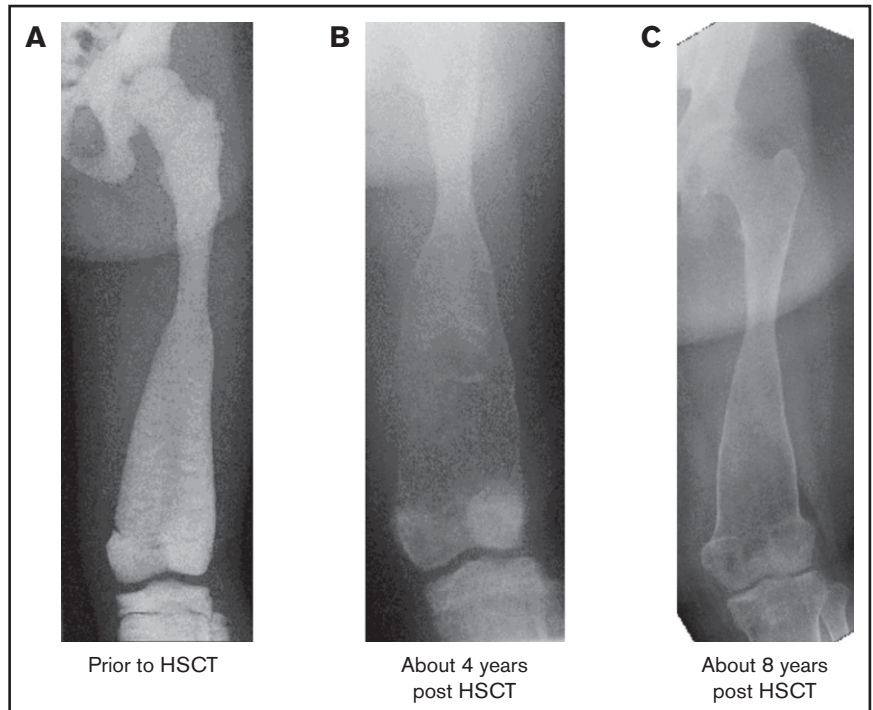 A
B
C
Prior to HSCT
About 4 years
post HSCT
About 8 years
post HSCT